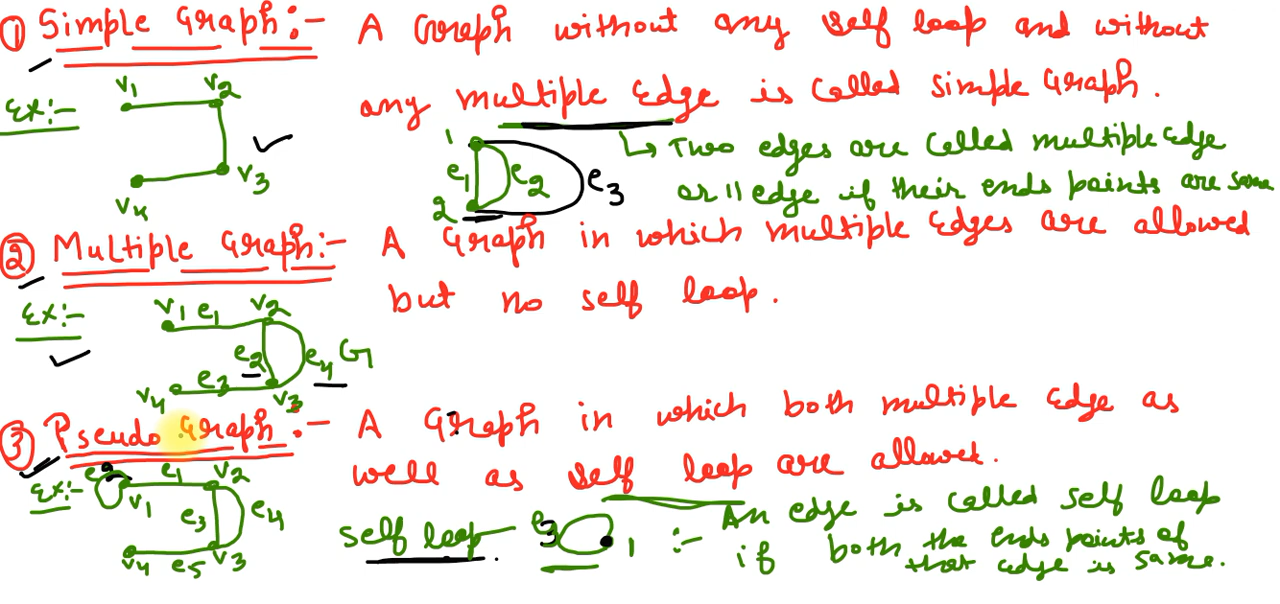 ① Simple Graph:- A Graph without any self loop and without
any multiple Edge is called simple Graph.
Ex:-
V1 V2
V3
V4
1
e1 e2 e3
2
↳ Two edges are called multiple Edge
or || edge if their ends points are same
② Multiple Graph:- A Graph in which multiple Edges are allowed
but no self loop.
Ex:-
V1 e1 V2
e2 e4 G
V4 e3 V3
③ Pseudo Graph:- A Graph in which both multiple Edge as
well as self loop are allowed.
Ex:-
e1 V2
V1
e3 e4
V4 e5 V3
self loop - e3 1 :- An edge is called self loop
if both the ends points of
that edge is same.